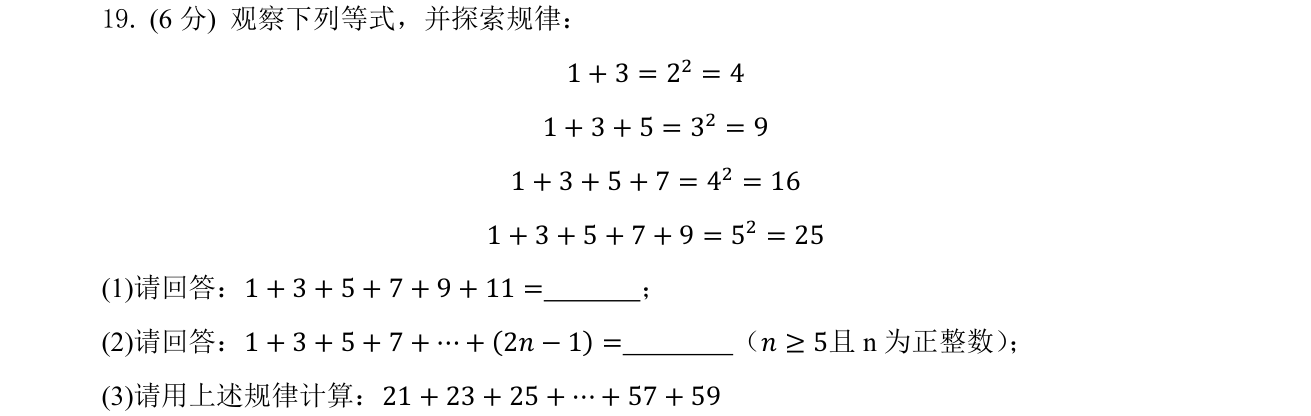 19. (6 分) 观察下列等式，并探索规律：
1 + 3 = 2² = 4
1 + 3 + 5 = 3² = 9
1 + 3 + 5 + 7 = 4² = 16
1 + 3 + 5 + 7 + 9 = 5² = 25
(1)请回答：1 + 3 + 5 + 7 + 9 + 11 =_______；
(2)请回答：1 + 3 + 5 + 7 + ⋯ + (2n − 1) =________（n ≥ 5且 n 为正整数）；
(3)请用上述规律计算：21 + 23 + 25 + ⋯ + 57 + 59